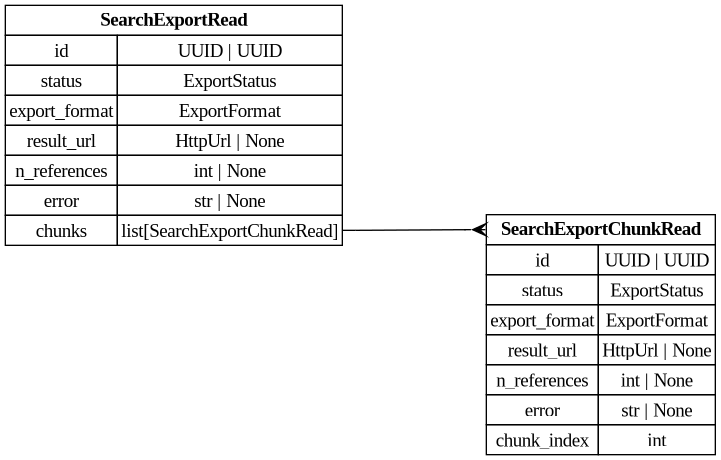 SearchExportRead
id UUID | UUID
status ExportStatus
export_format ExportFormat
result_url HttpUrl | None
n_references int | None
error str | None
chunks list[SearchExportChunkRead]
SearchExportChunkRead
id UUID | UUID
status ExportStatus
export_format ExportFormat
result_url HttpUrl | None
n_references int | None
error str | None
chunk_index int